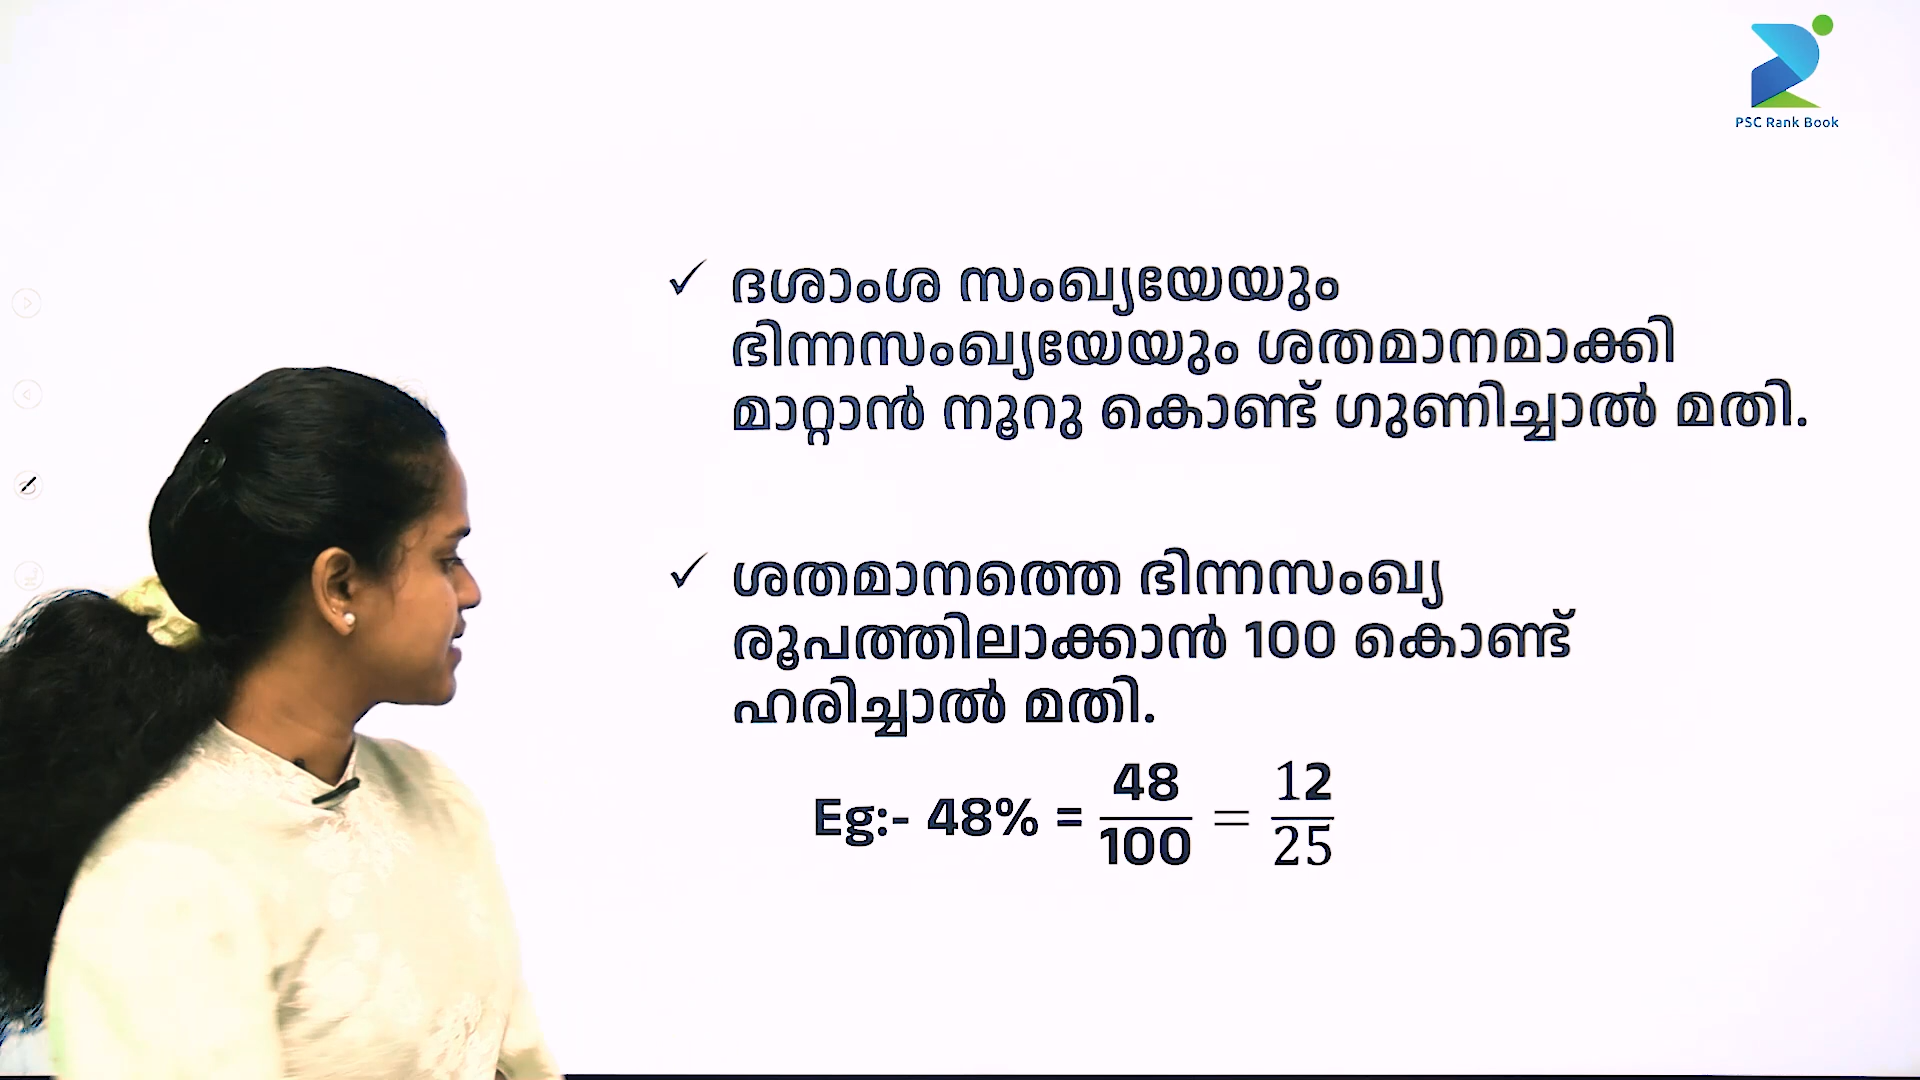 PSC Rank Book
✓ ദശാംശ സംഖ്യയേയും
ഭിന്നസംഖ്യയേയും ശതമാനമാക്കി
മാറ്റാൻ നൂറു കൊണ്ട് ഗുണിച്ചാൽ മതി.
✓ ശതമാനത്തെ ഭിന്നസംഖ്യ
രൂപത്തിലാക്കാൻ 100 കൊണ്ട്
ഹരിച്ചാൽ മതി.
Eg:- 48% = 48/100 = 12/25